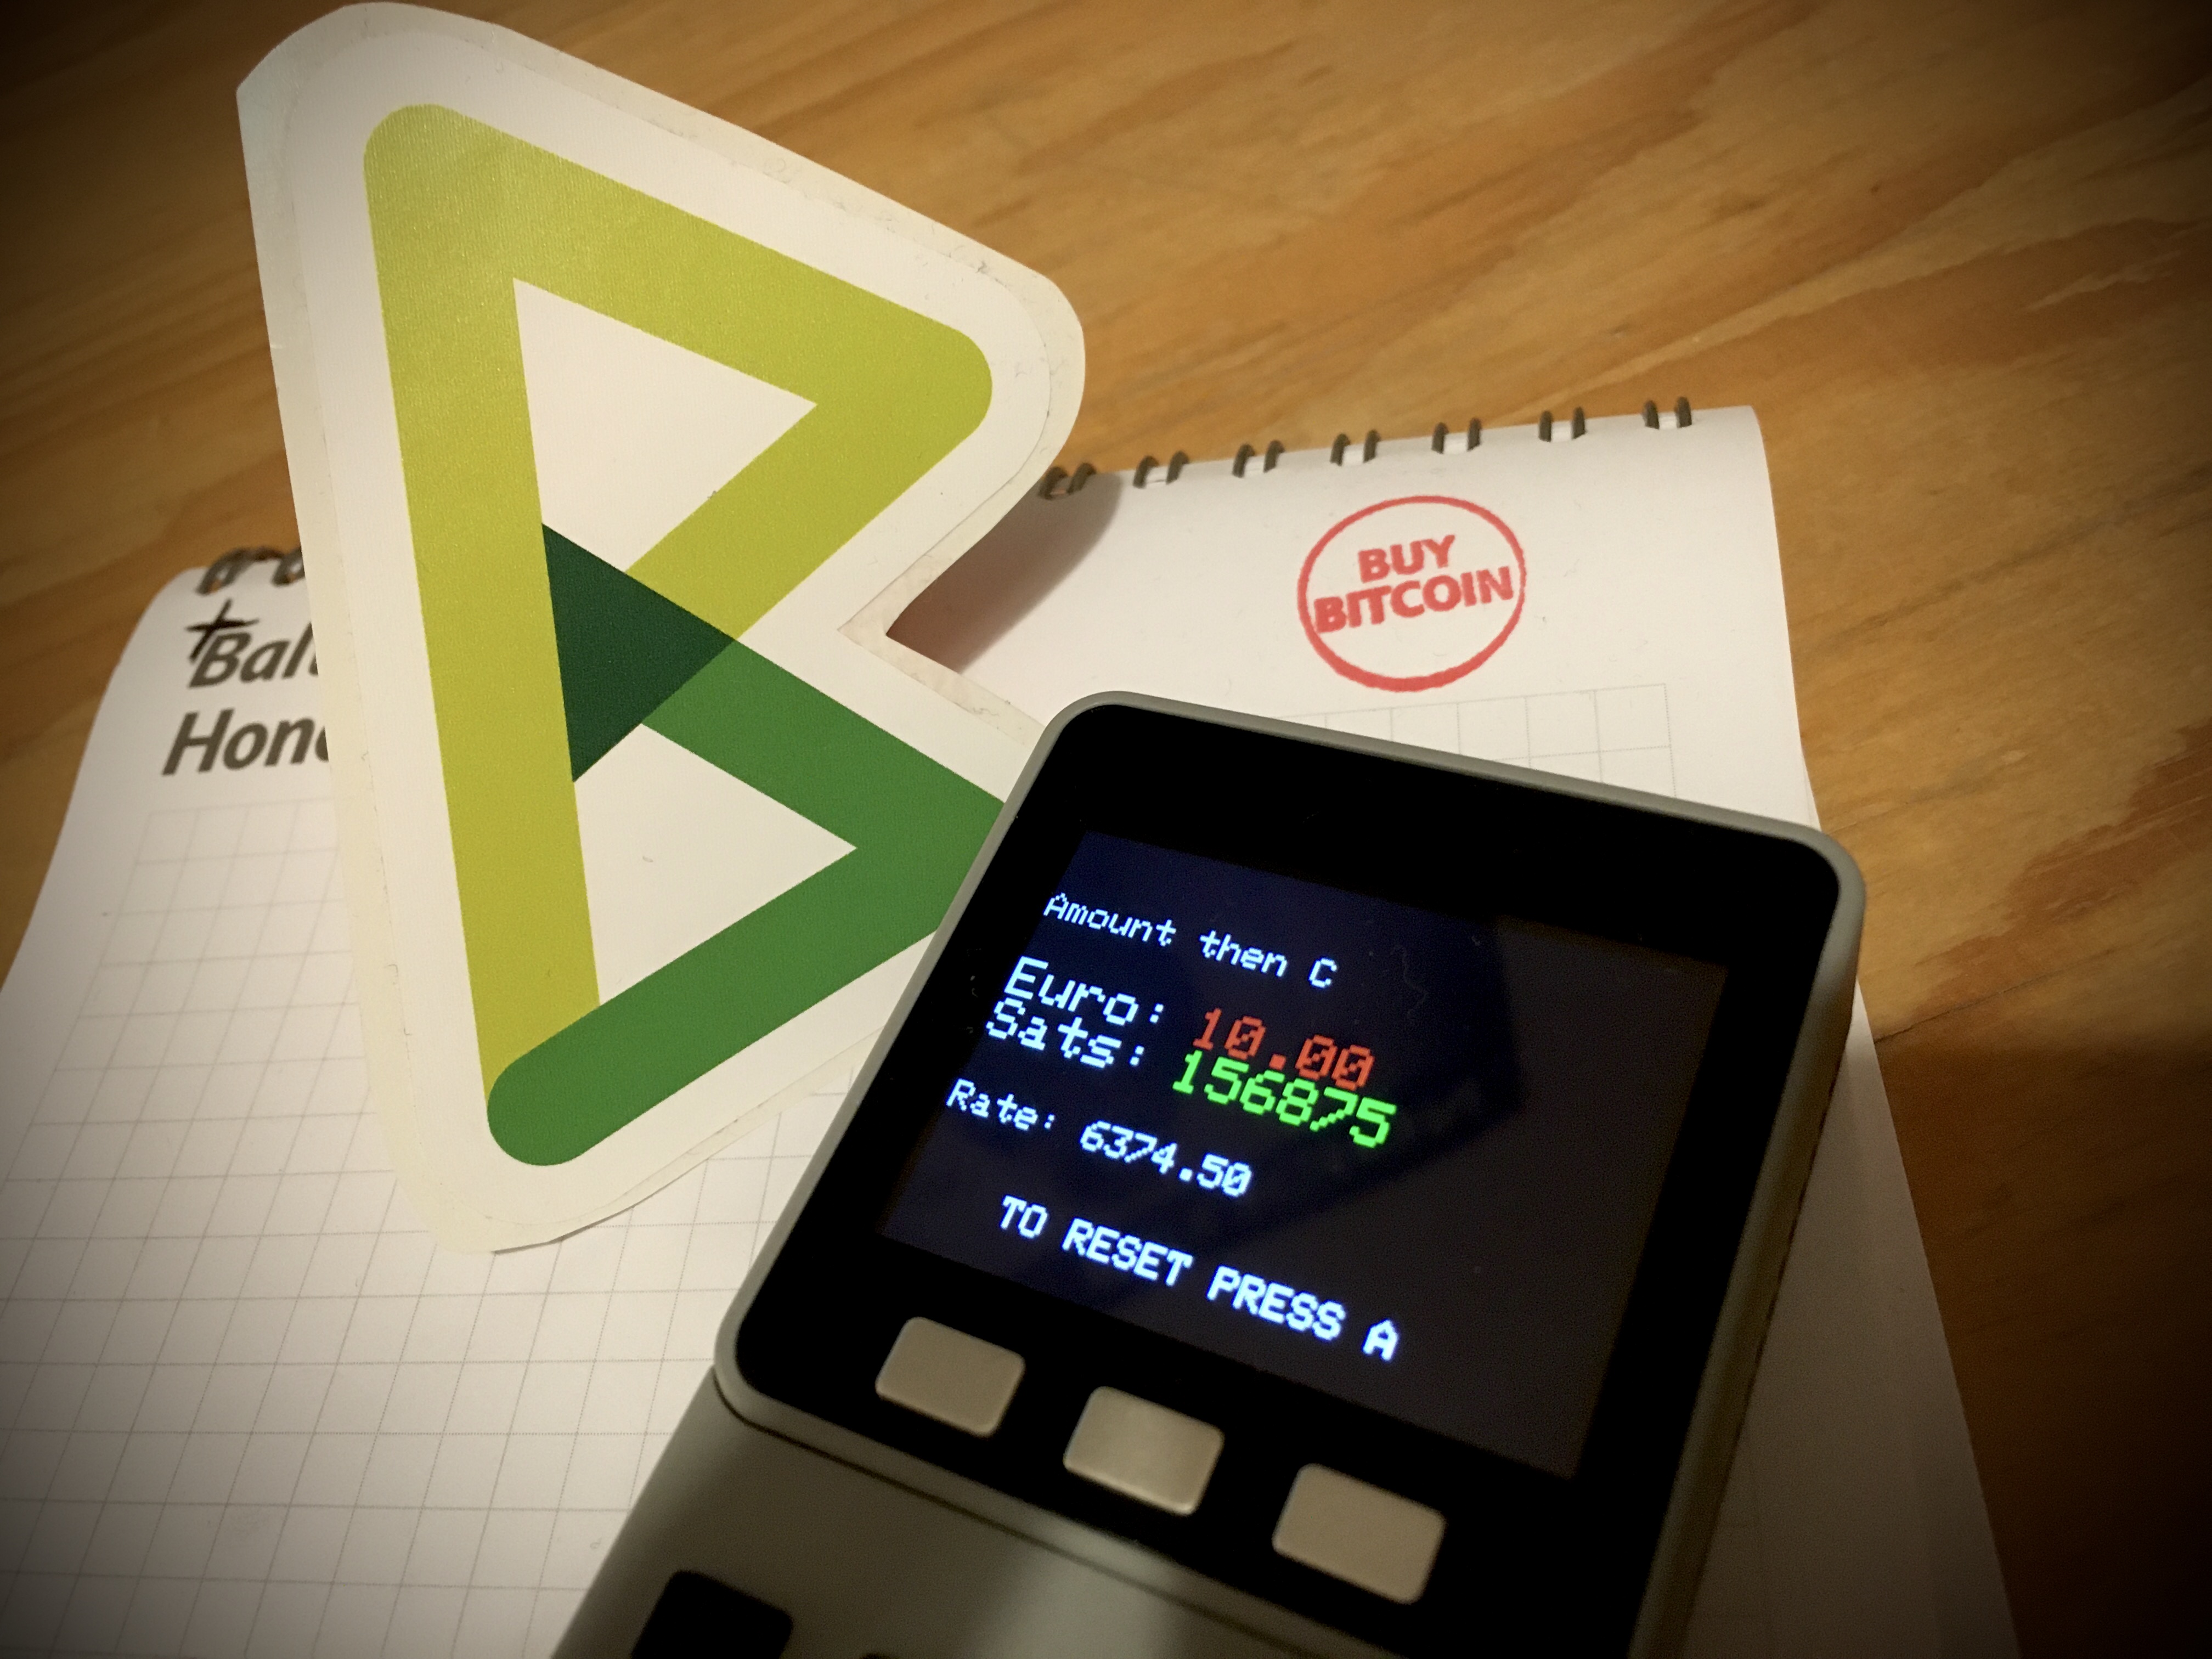 BUY
BITCOIN
Amount then C
Euro: 10.00
Sats: 156875
Rate: 6374.50
TO RESET PRESS A